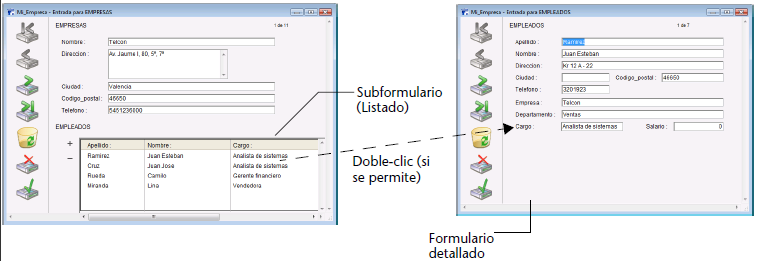 Mi_Empresa - Entrada para EMPRESAS
EMPRESAS
1 de 11
Nombre : Telcon
Direccion : Av. Jaume I, 80, 5º, 7ª
Ciudad : Valencia
Codigo_postal : 46650
Telefono : 5451236800
EMPLEADOS
Apellido : Nombre : Cargo :
Ramirez Juan Esteban Analista de sistemas
Cruz Juan Jose Analista de sistemas
Rueda Camilo Gerente financiero
Miranda Lina Vendedora
Subformulario
(Listado)
Doble-clic (si
se permite)
Mi_Empresa - Entrada para EMPLEADOS
EMPLEADOS
1 de 7
Apellido : Ramirez
Nombre : Juan Esteban
Direccion : Kr 12 A - 22
Ciudad : Codigo_postal : 46650
Telefono : 3201923
Empresa : Telcon
Departamento : Ventas
Cargo : Analista de sistemas Salario : 0
Formulario
detallado